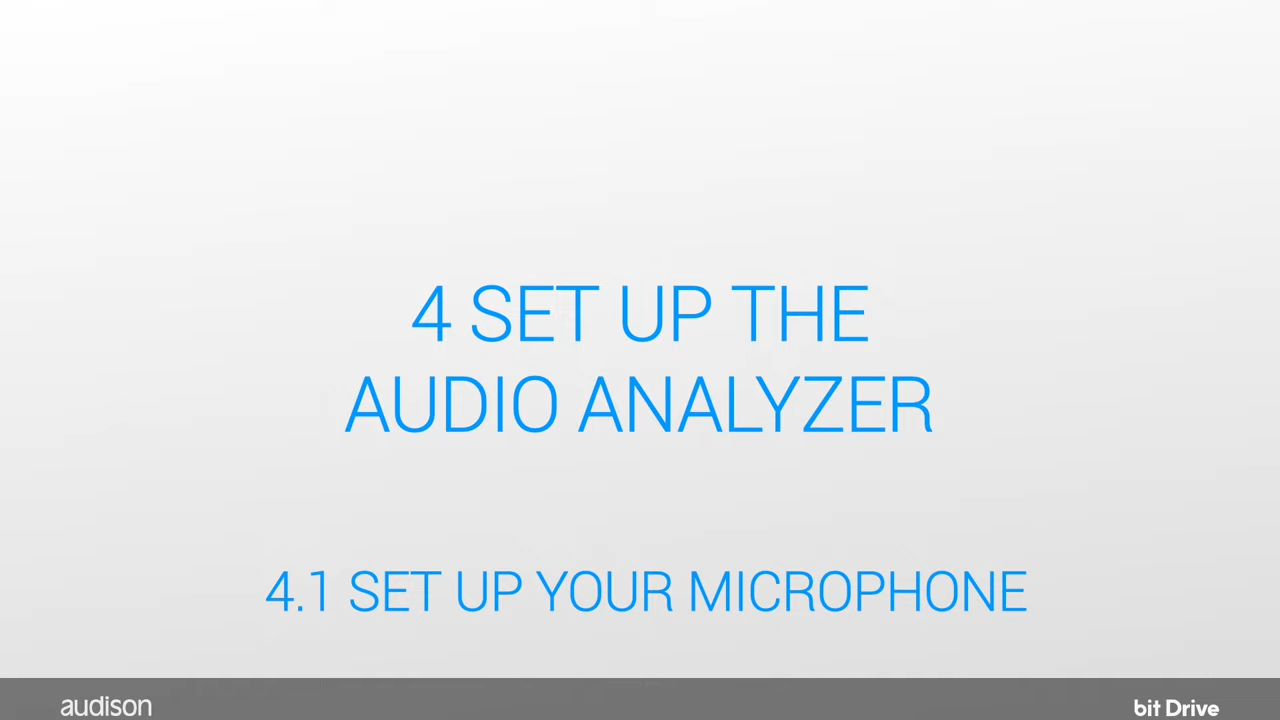 4 SET UP THE
AUDIO ANALYZER
4.1 SET UP YOUR MICROPHONE
audison
bit Drive